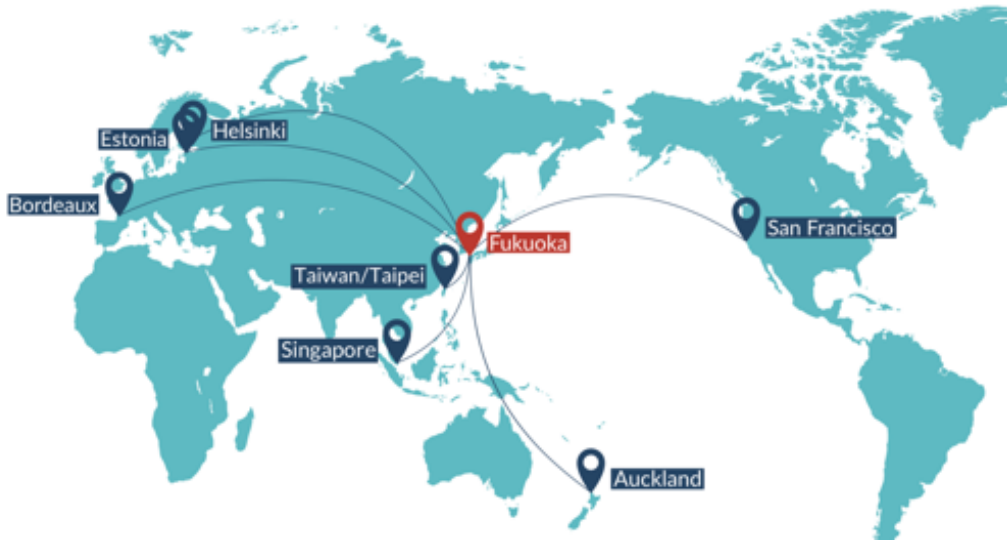 Helsinki
Estonia
Bordeaux
San Francisco
Fukuoka
Taiwan/Taipei
Singapore
Auckland